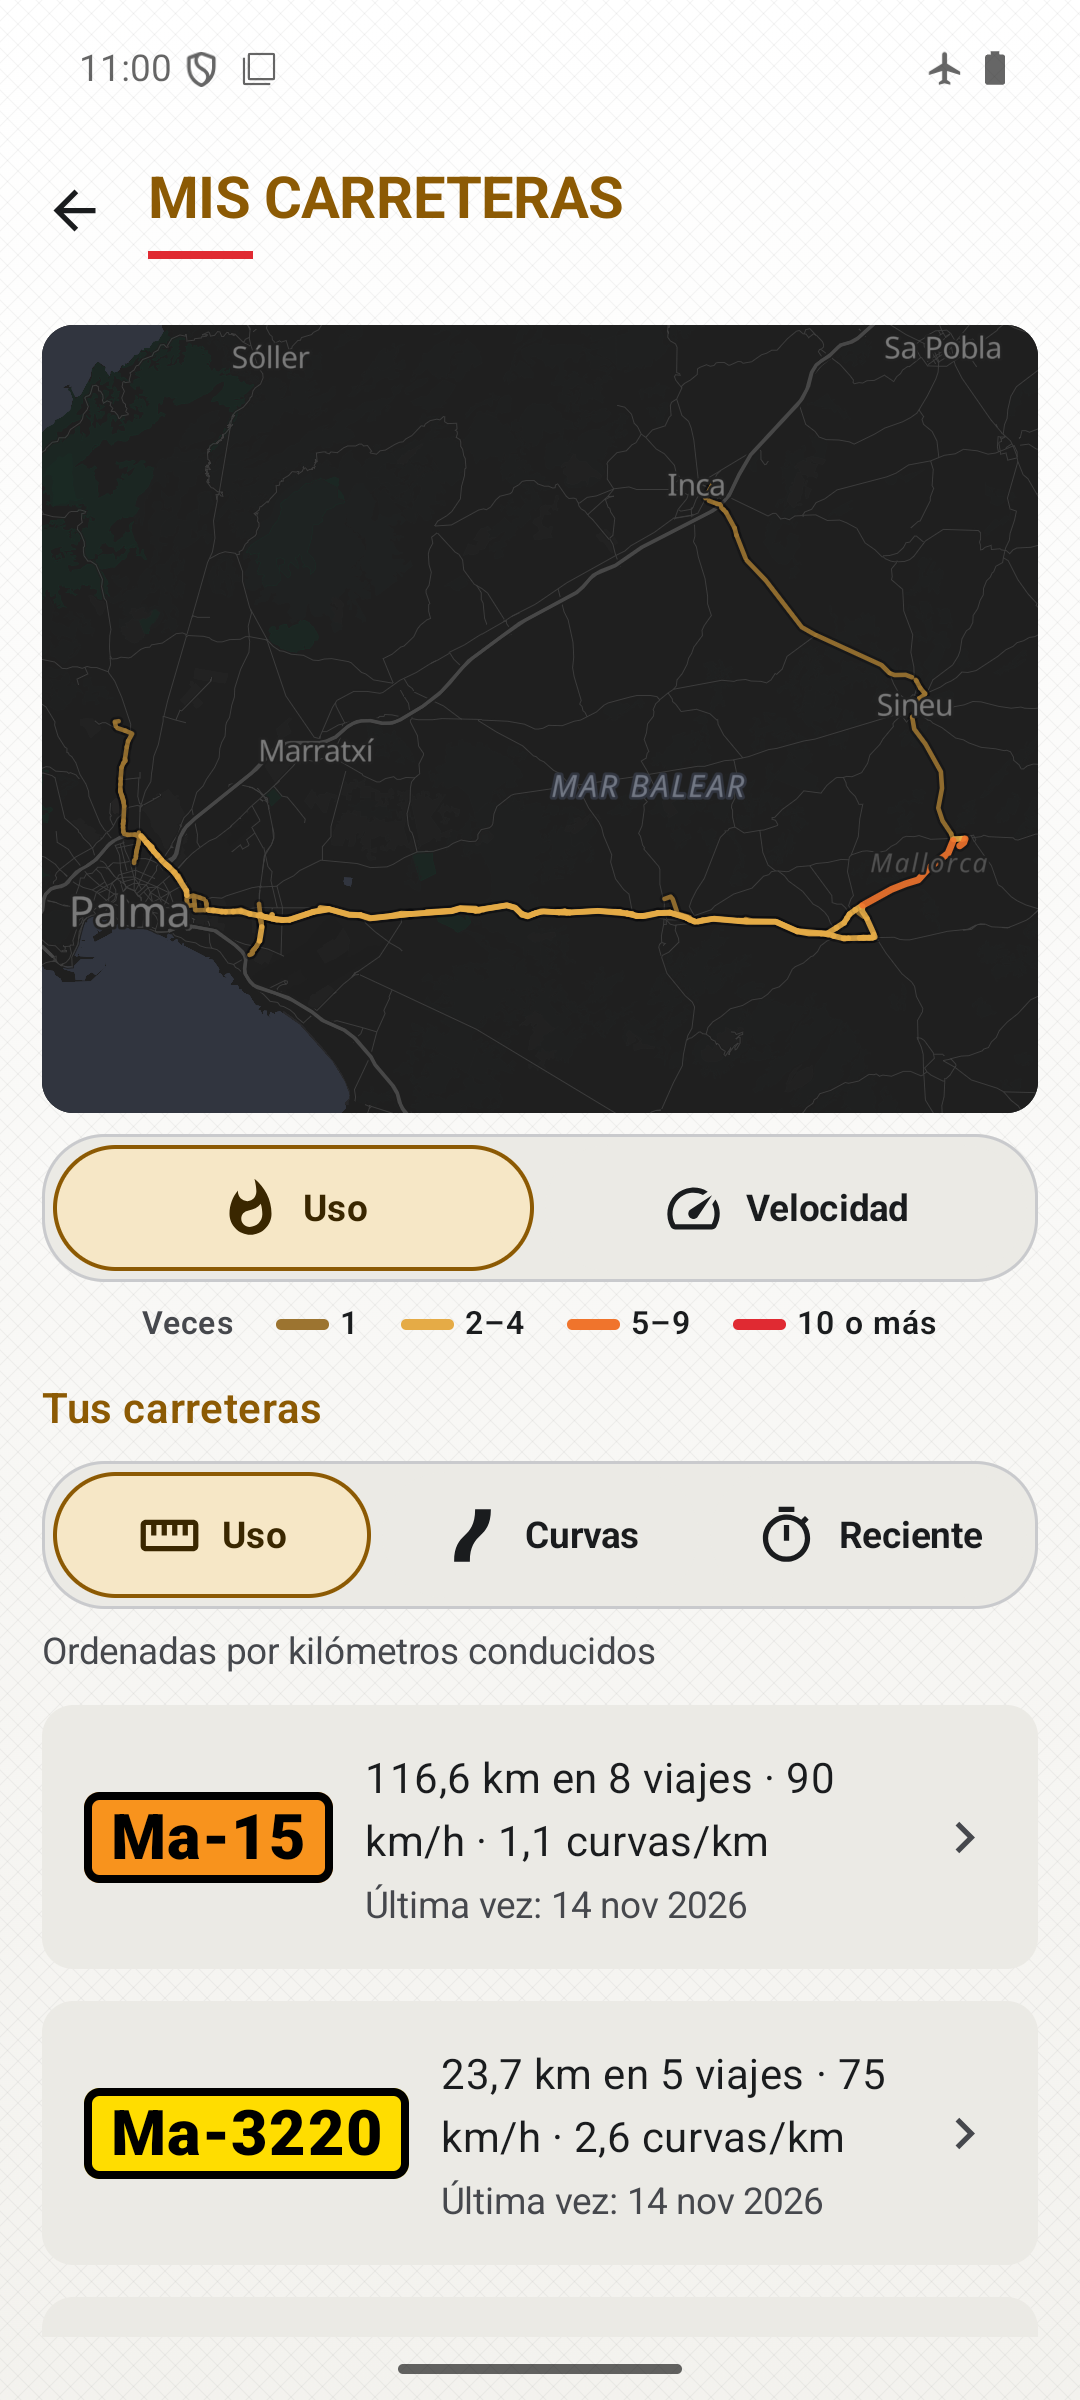 11:00
MIS CARRETERAS
Sóller
Sa Pobla
Inca
Sineu
Marratxí
MAR BALEAR
Mallorca
Palma
Uso
Velocidad
Veces 1 2–4 5–9 10 o más
Tus carreteras
Uso
Curvas
Reciente
Ordenadas por kilómetros conducidos
Ma-15
116,6 km en 8 viajes · 90
km/h · 1,1 curvas/km
Última vez: 14 nov 2026
Ma-3220
23,7 km en 5 viajes · 75
km/h · 2,6 curvas/km
Última vez: 14 nov 2026